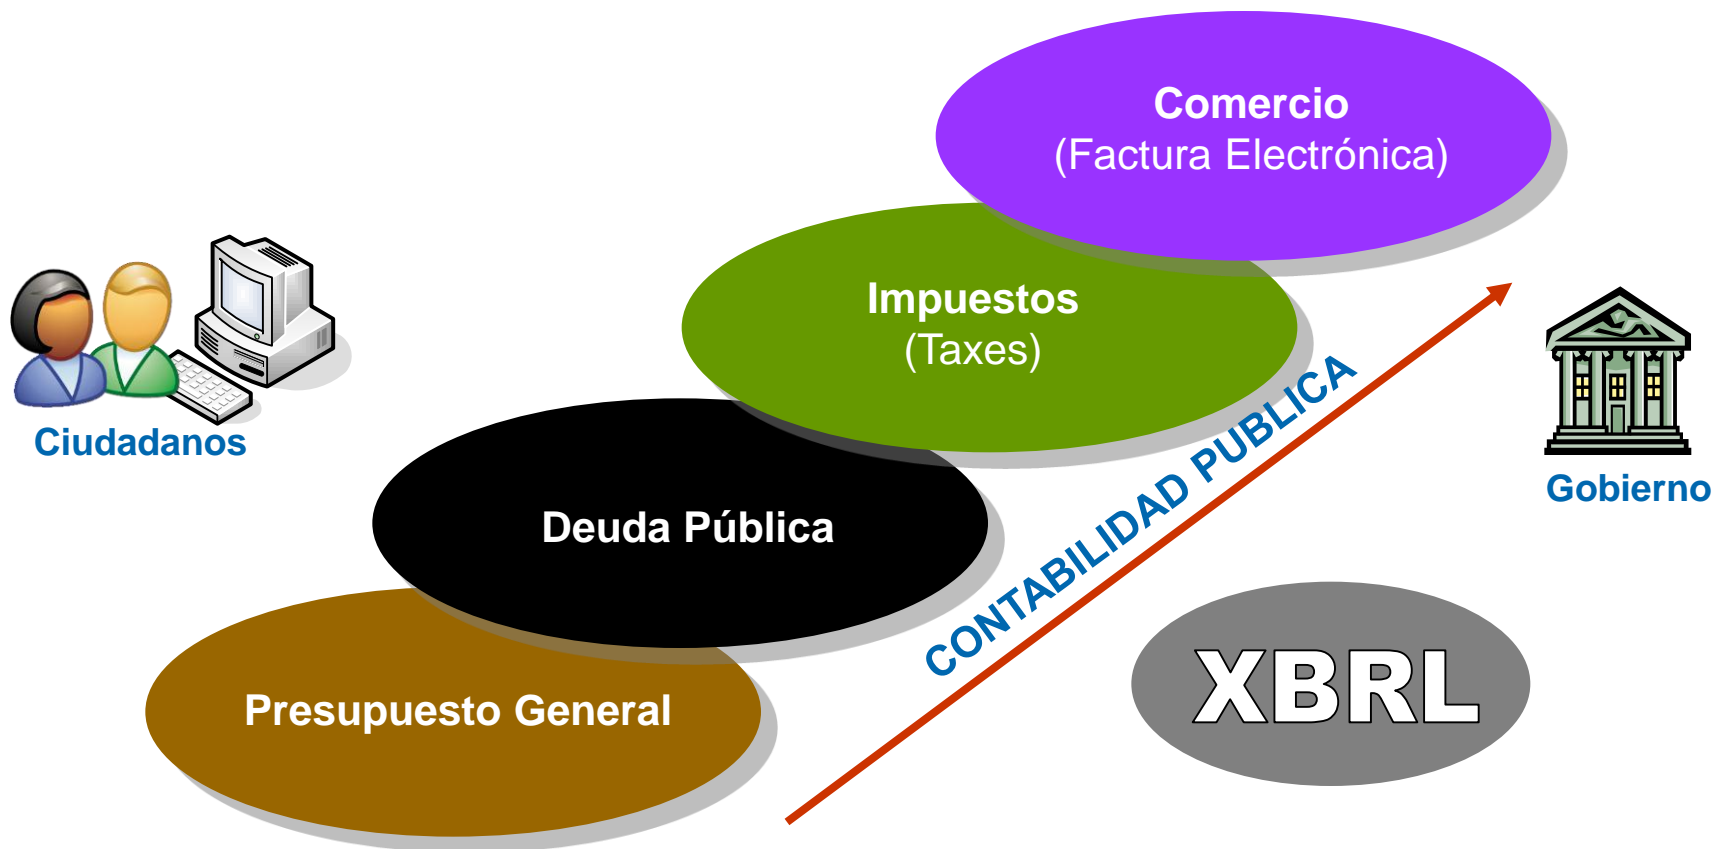 Comercio
(Factura Electrónica)
Impuestos
(Taxes)
Ciudadanos
CONTABILIDAD PUBLICA
Gobierno
Deuda Pública
Presupuesto General
XBRL